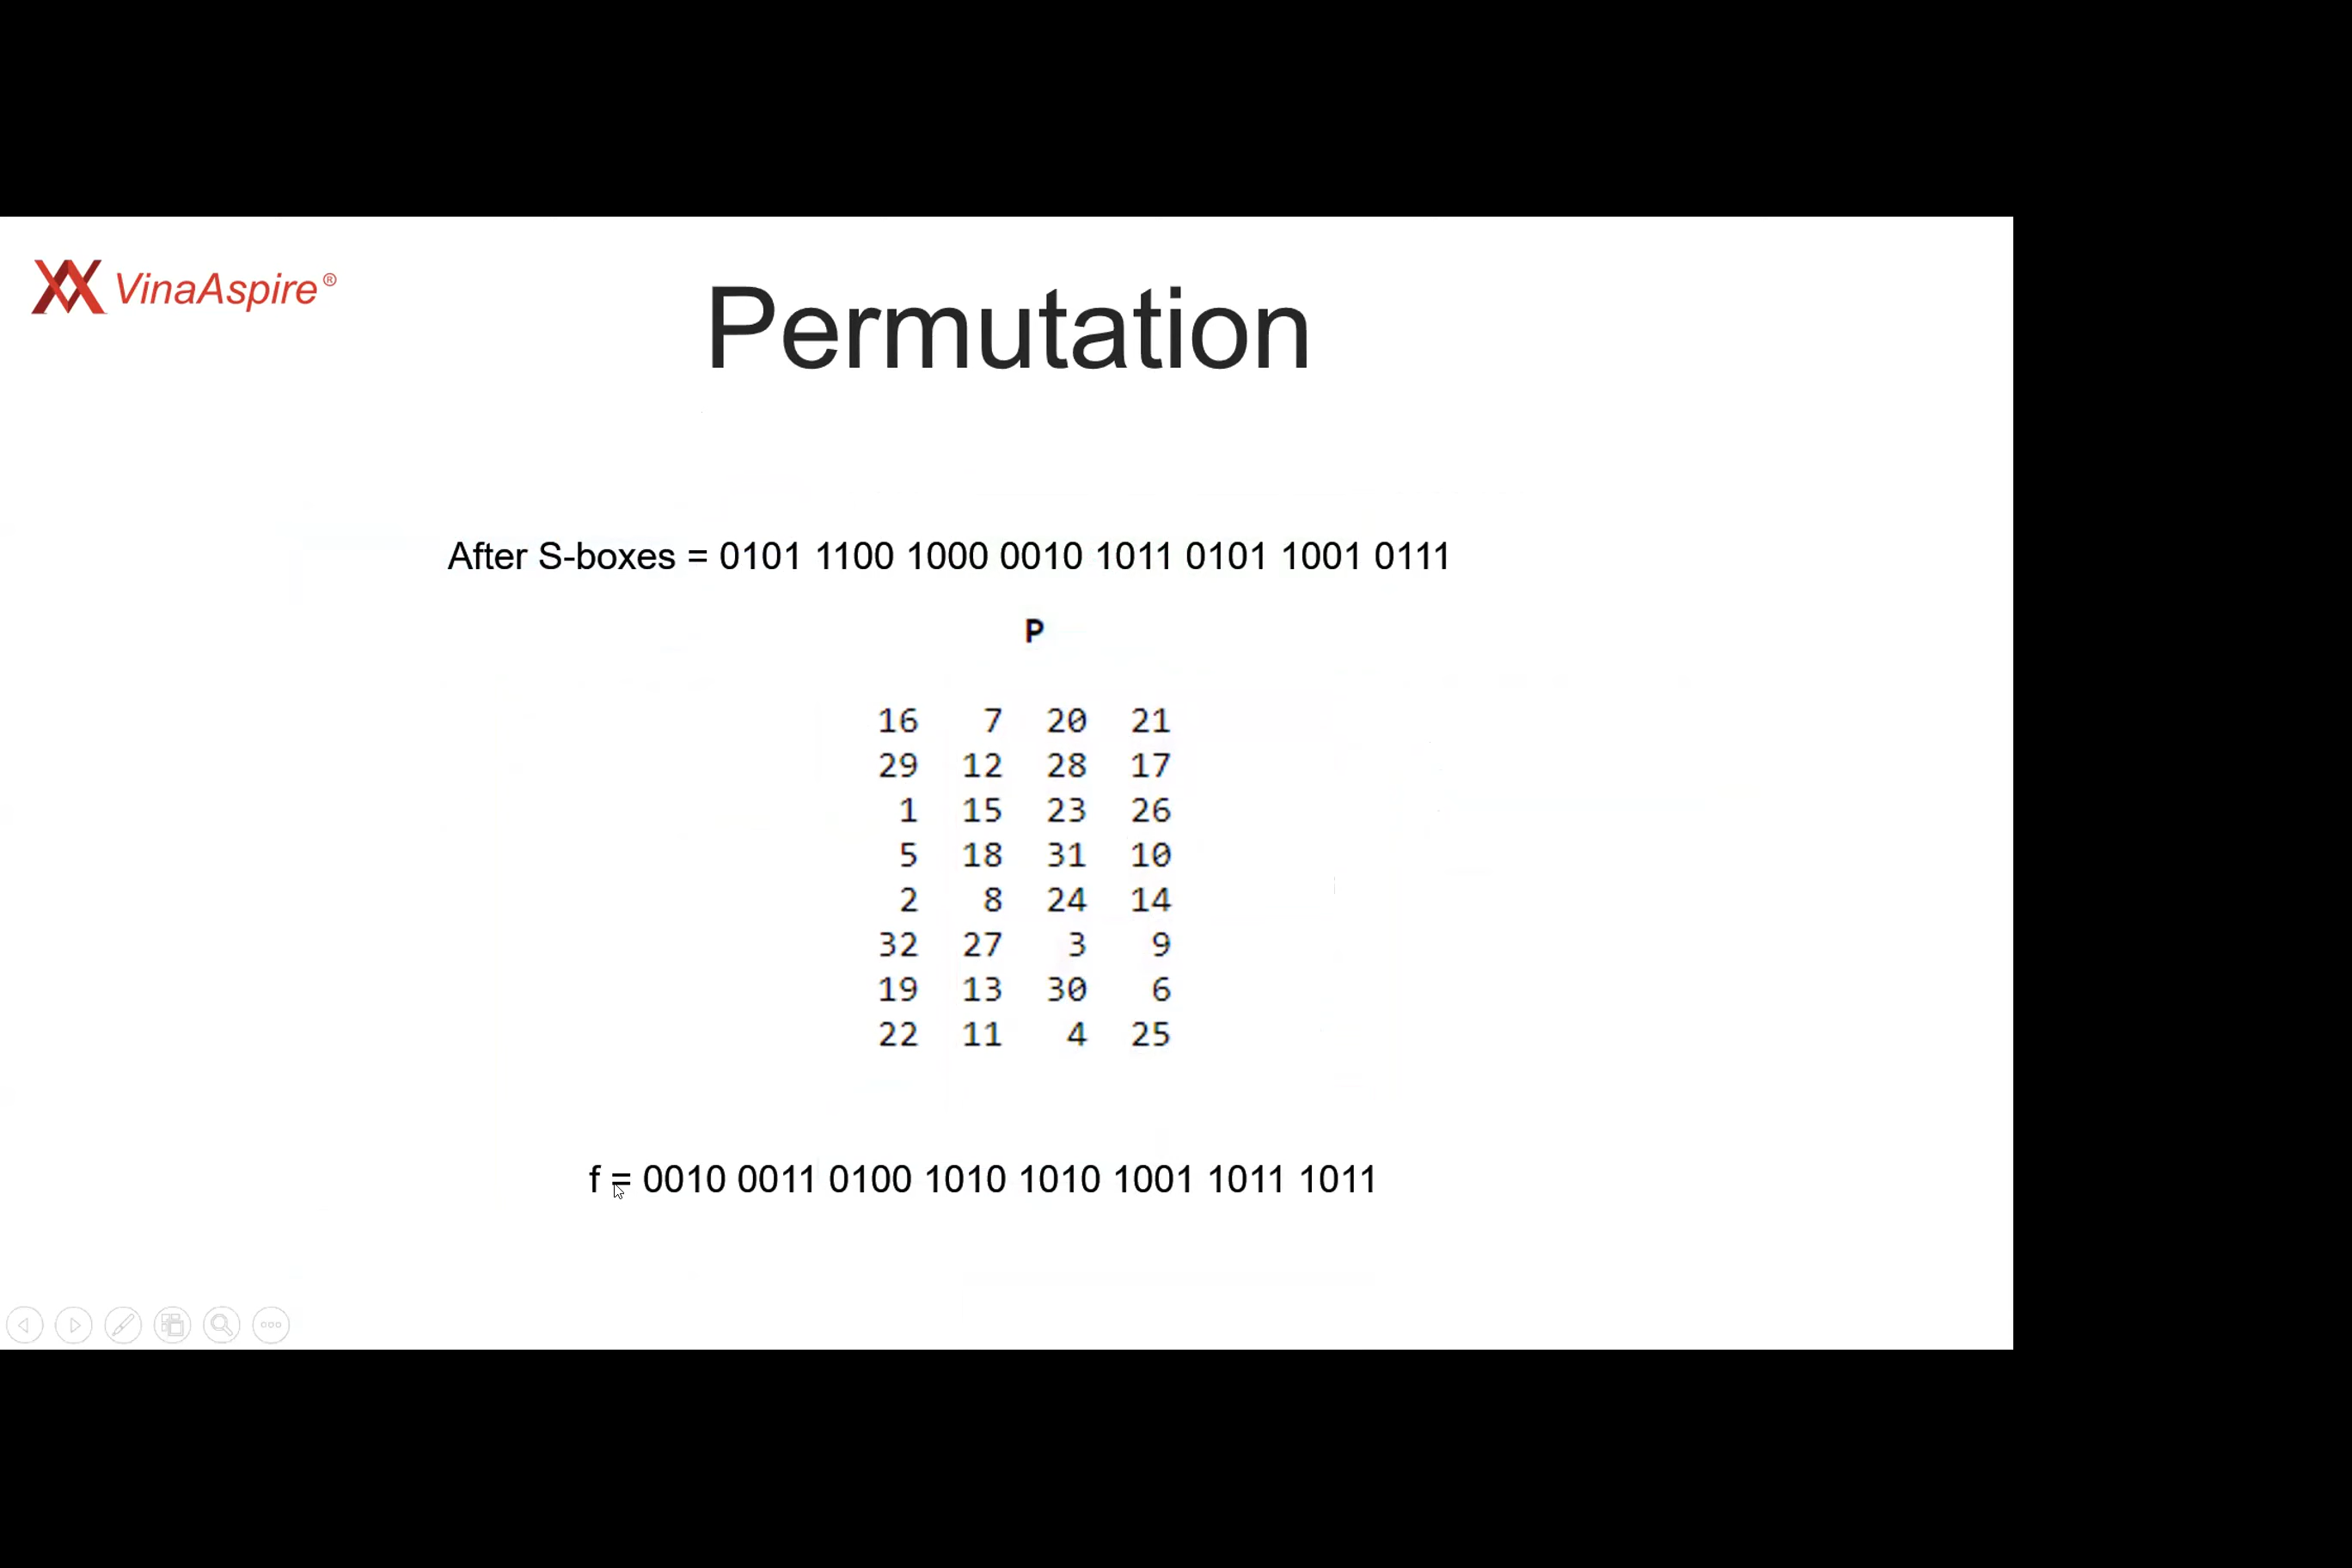 VinaAspire®
Permutation
After S-boxes = 0101 1100 1000 0010 1011 0101 1001 0111
P
16 7 20 21
29 12 28 17
1 15 23 26
5 18 31 10
2 8 24 14
32 27 3 9
19 13 30 6
22 11 4 25
f = 0010 0011 0100 1010 1010 1001 1011 1011